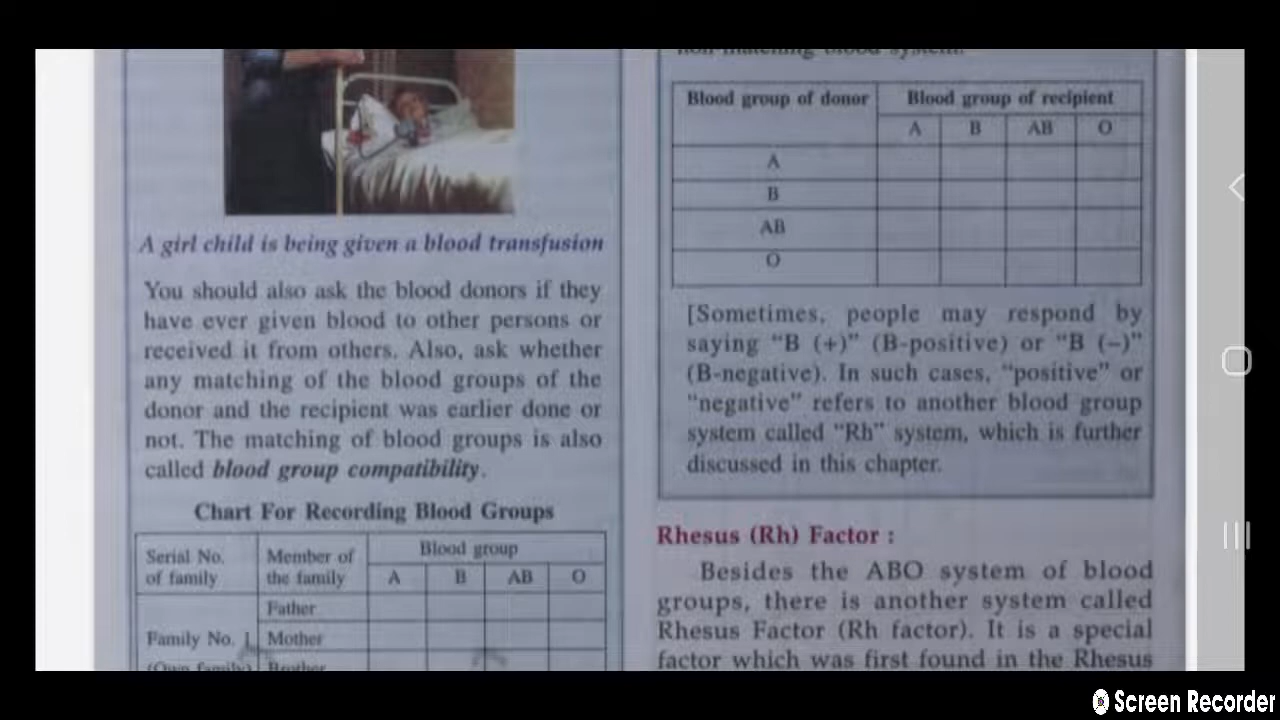 A girl child is being given a blood transfusion
You should also ask the blood donors if they
have ever given blood to other persons or
received it from others. Also, ask whether
any matching of the blood groups of the
donor and the recipient was earlier done or
not. The matching of blood groups is also
called blood group compatibility.
Chart For Recording Blood Groups
Serial No. of family
Member of the family
Blood group
A B AB O
Father
Family No. 1 Mother
(Own family) Brother
non-matching blood system.
Blood group of donor Blood group of recipient
A B AB O
A
B
AB
O
[Sometimes, people may respond by
saying “B (+)” (B-positive) or “B (–)”
(B-negative). In such cases, “positive” or
“negative” refers to another blood group
system called “Rh” system, which is further
discussed in this chapter.
Rhesus (Rh) Factor :
Besides the ABO system of blood
groups, there is another system called
Rhesus Factor (Rh factor). It is a special
factor which was first found in the Rhesus
Screen Recorder